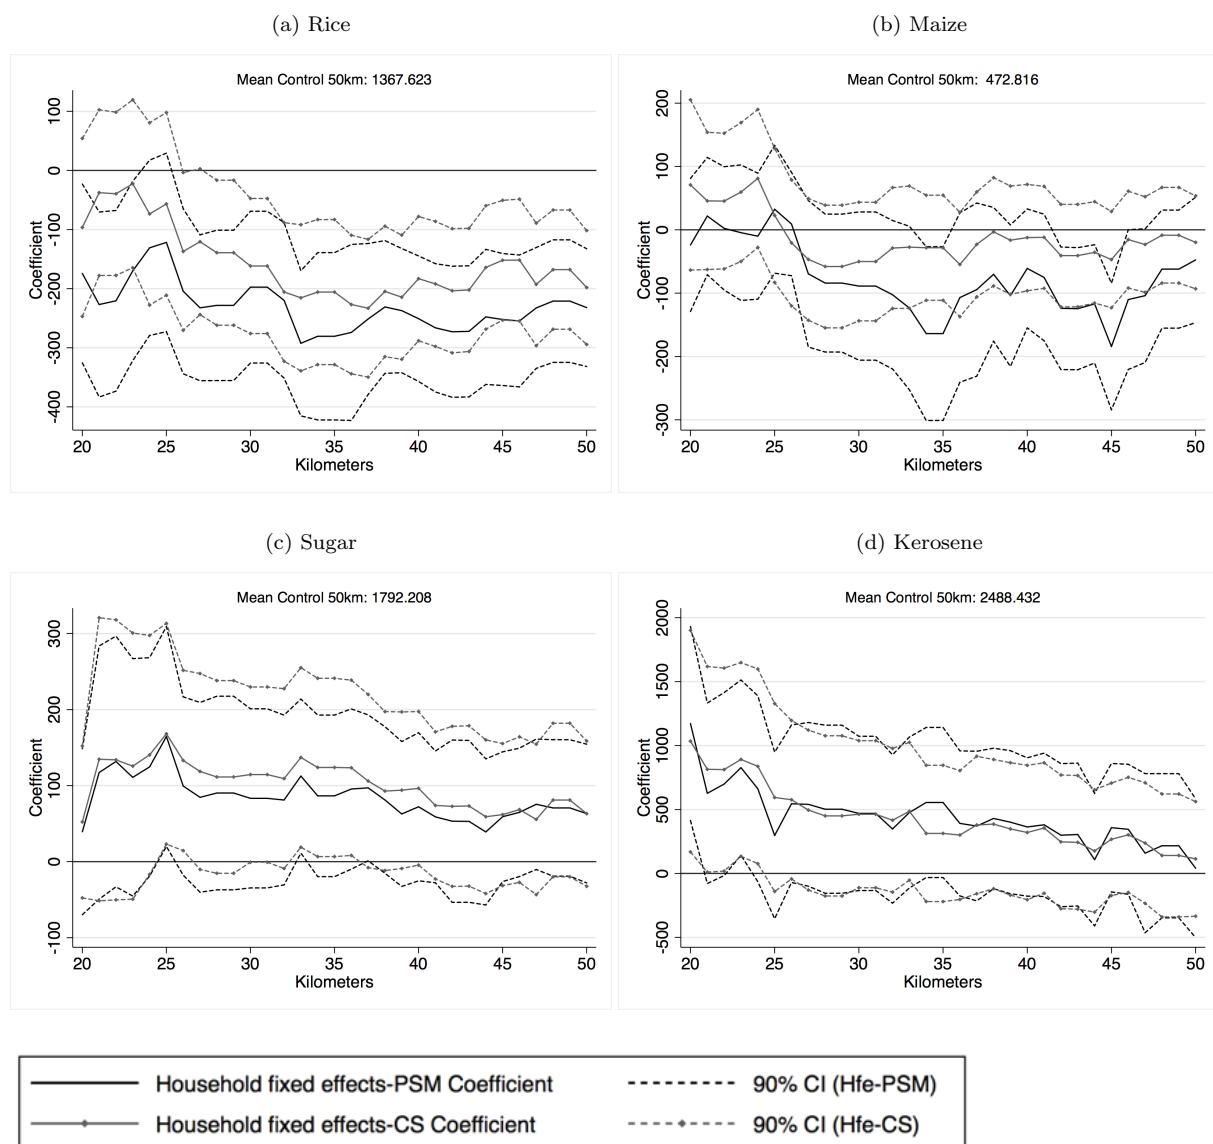 (a) Rice
Mean Control 50km: 1367.623
Coefficient
100
0
-100
-200
-300
-400
20 25 30 35 40 45 50
Kilometers
(b) Maize
Mean Control 50km: 472.816
Coefficient
200
100
0
-100
-200
-300
20 25 30 35 40 45 50
Kilometers
(c) Sugar
Mean Control 50km: 1792.208
Coefficient
300
200
100
0
-100
20 25 30 35 40 45 50
Kilometers
(d) Kerosene
Mean Control 50km: 2488.432
Coefficient
2000
1500
1000
500
0
-500
20 25 30 35 40 45 50
Kilometers
Household fixed effects-PSM Coefficient 90% CI (Hfe-PSM)
Household fixed effects-CS Coefficient 90% CI (Hfe-CS)